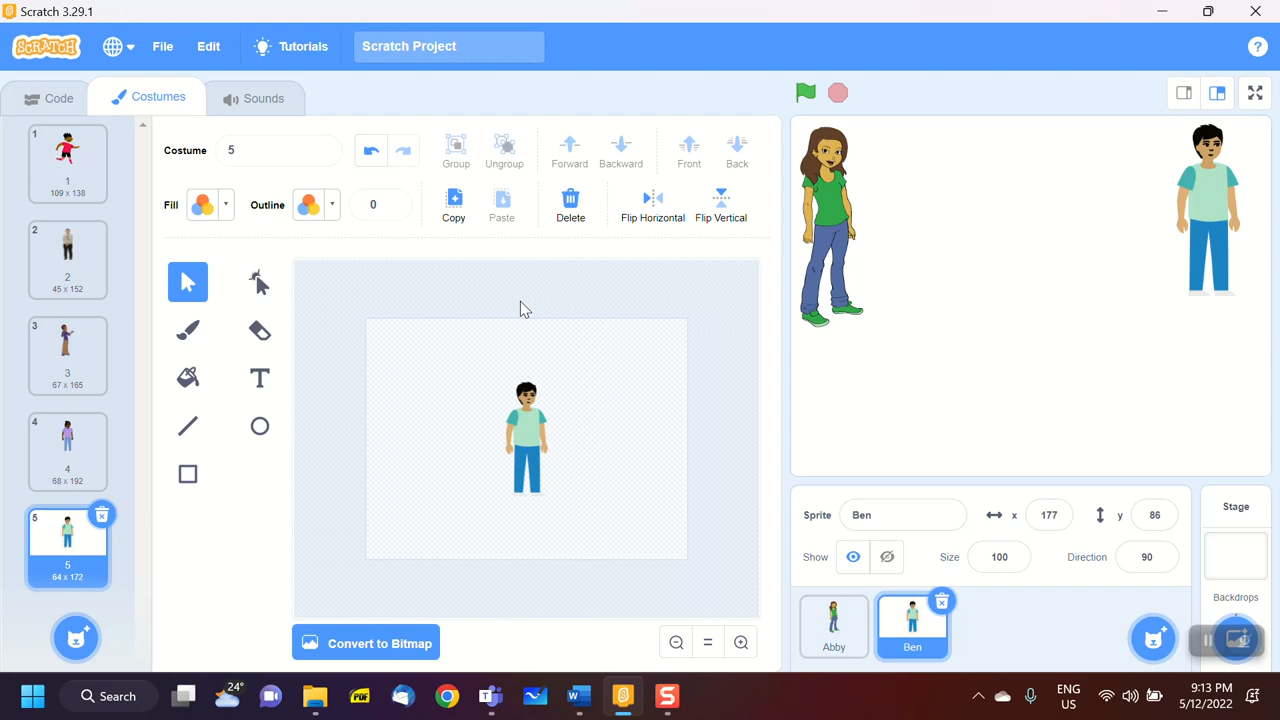 Scratch 3.29.1
SCRATCH
File
Edit
Tutorials
Scratch Project
?
Code
Costumes
Sounds
1
1
109 x 138
2
2
45 x 152
3
3
67 x 165
4
4
68 x 192
5
5
64 x 172
Costume
5
Group
Ungroup
Forward
Backward
Front
Back
Fill
Outline
0
Copy
Paste
Delete
Flip Horizontal
Flip Vertical
T
Convert to Bitmap
Sprite
Ben
x
177
y
86
Show
Size
100
Direction
90
Abby
Ben
Stage
Backdrops
Search
24°
PDF
ENG
US
9:13 PM
5/12/2022